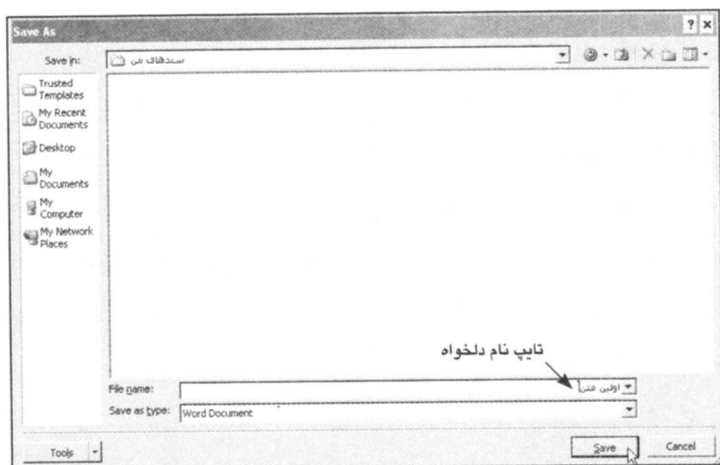 Save As
Save in:
سندهای من
Trusted
Templates
My Recent
Documents
Desktop
My
Documents
My
Computer
My Network
Places
تایپ نام دلخواه
File name:
اولین متن
Save as type:
Word Document
Tools
Save
Cancel